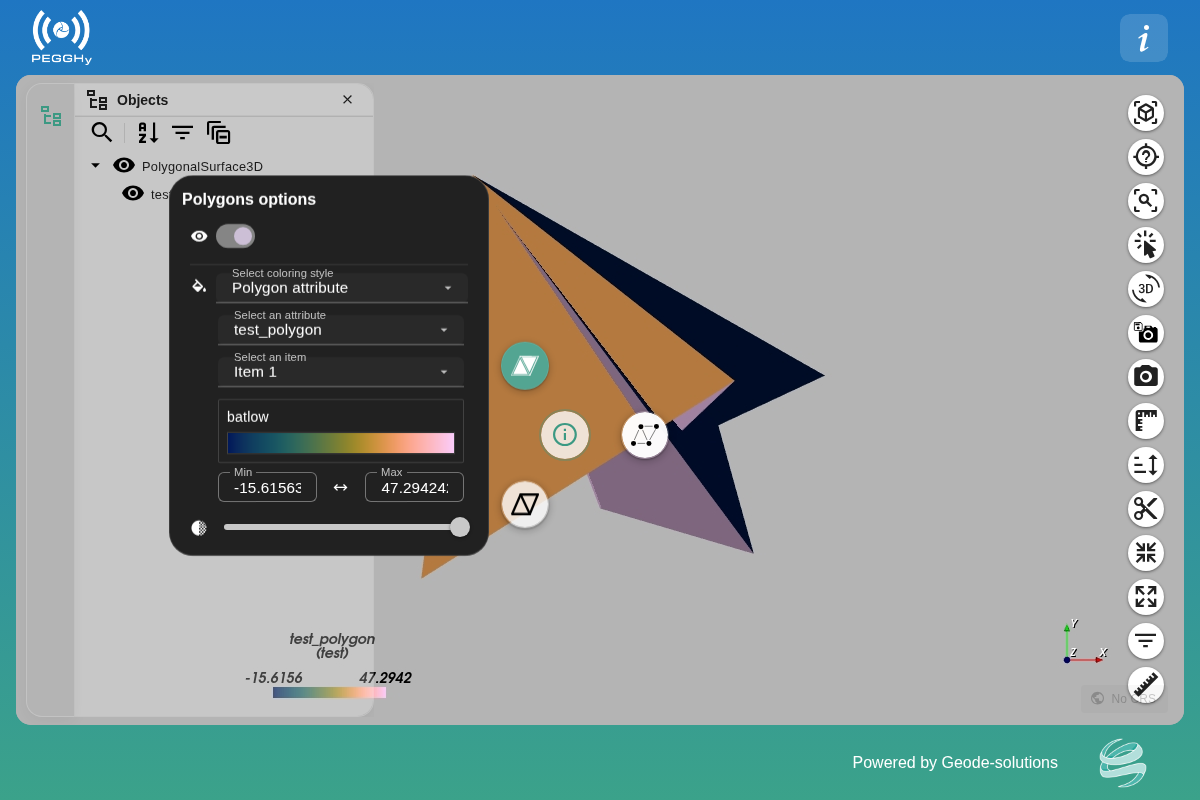 PEGGHy
i
Objects
A
Z
PolygonalSurface3D
tes
Polygons options
Select coloring style
Polygon attribute
Select an attribute
test_polygon
Select an item
Item 1
batlow
Min
-15.61563
Max
47.29424
3D
test_polygon
(test)
-15.6156
47.2942
Y
Z
X
No CRS
Powered by Geode-solutions